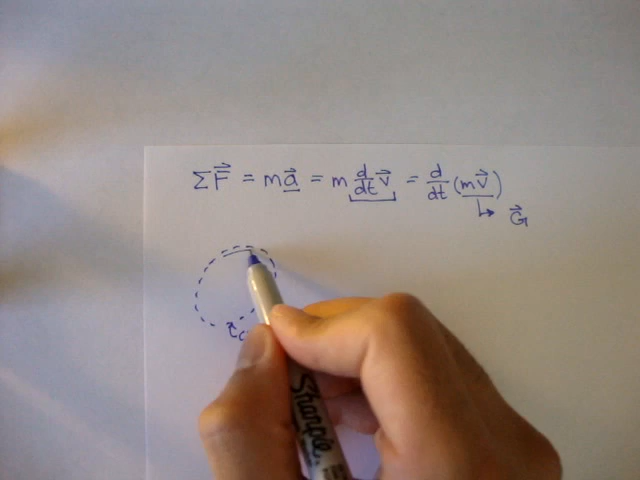 ΣF⃗ = ma⃗ = m d/dt v⃗ = d/dt (mv⃗)
↳ G⃗
Sharpie